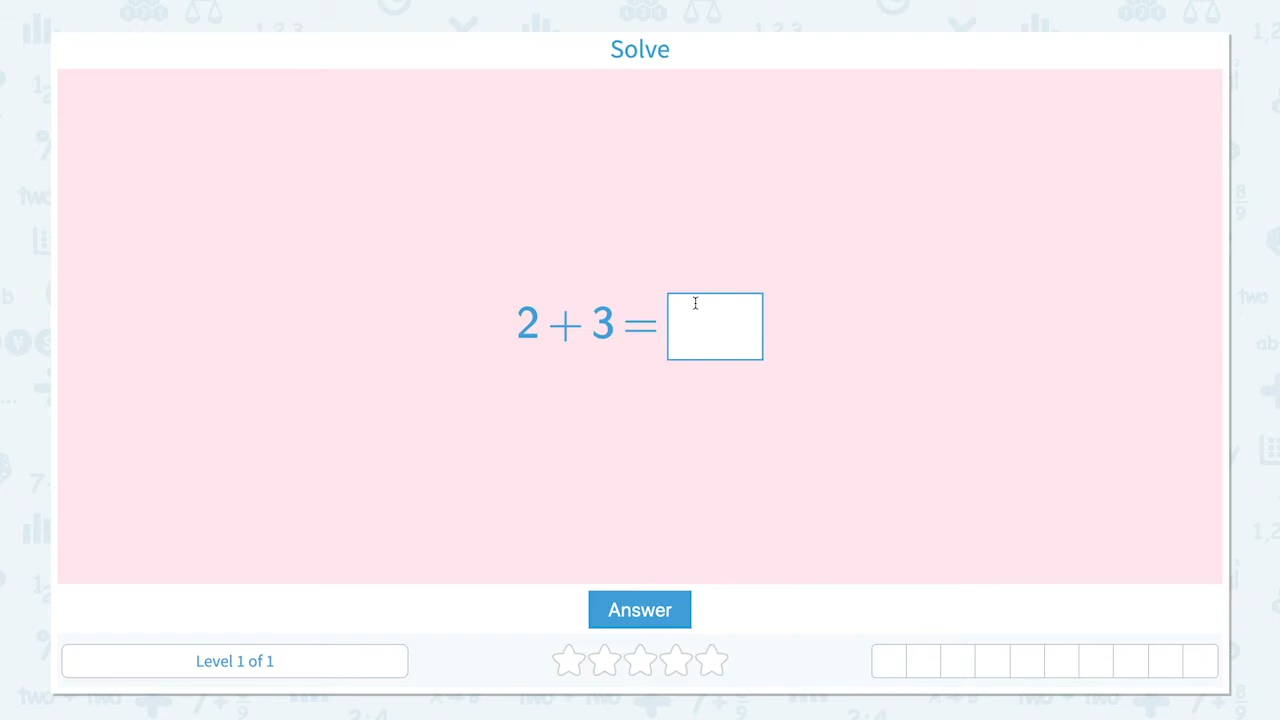 Solve
2 + 3 =
Answer
Level 1 of 1